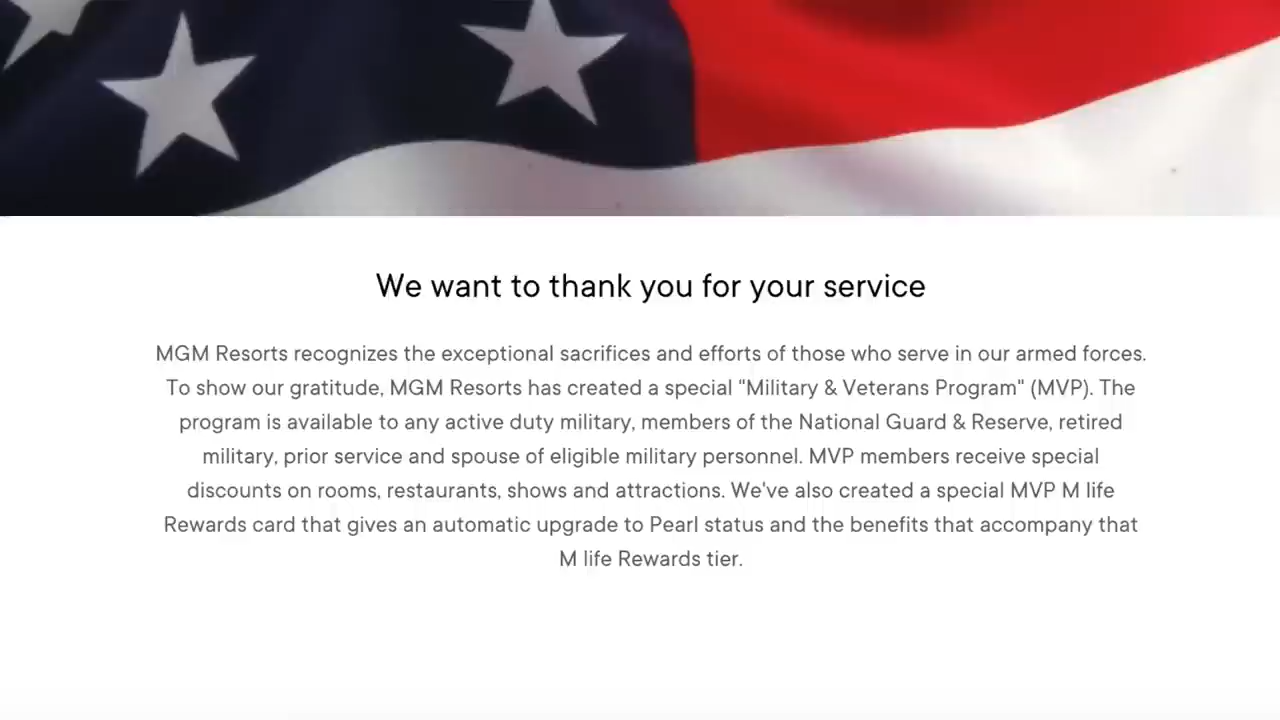 We want to thank you for your service
MGM Resorts recognizes the exceptional sacrifices and efforts of those who serve in our armed forces.
To show our gratitude, MGM Resorts has created a special "Military & Veterans Program" (MVP). The
program is available to any active duty military, members of the National Guard & Reserve, retired
military, prior service and spouse of eligible military personnel. MVP members receive special
discounts on rooms, restaurants, shows and attractions. We've also created a special MVP M life
Rewards card that gives an automatic upgrade to Pearl status and the benefits that accompany that
M life Rewards tier.